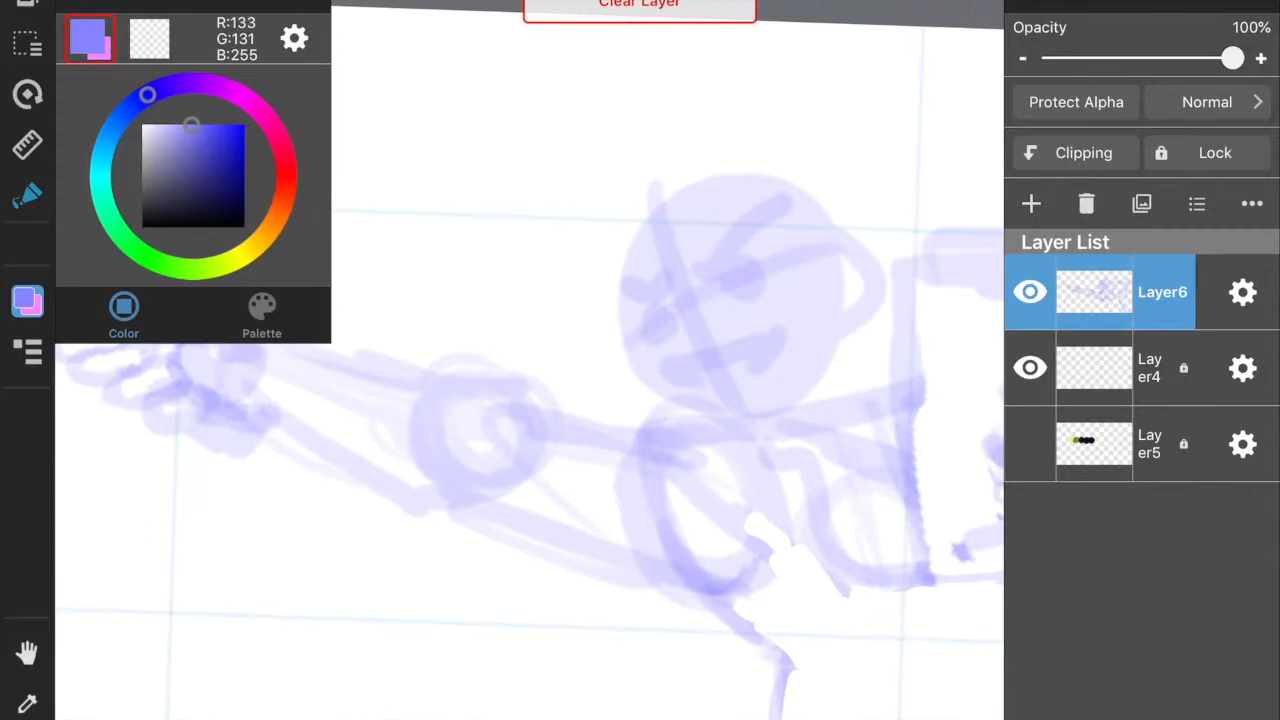 Clear Layer
R:133
G:131
B:255
Color
Palette
Opacity 100%
Protect Alpha
Normal
Clipping
Lock
Layer List
Layer6
Lay
er4
Lay
er5